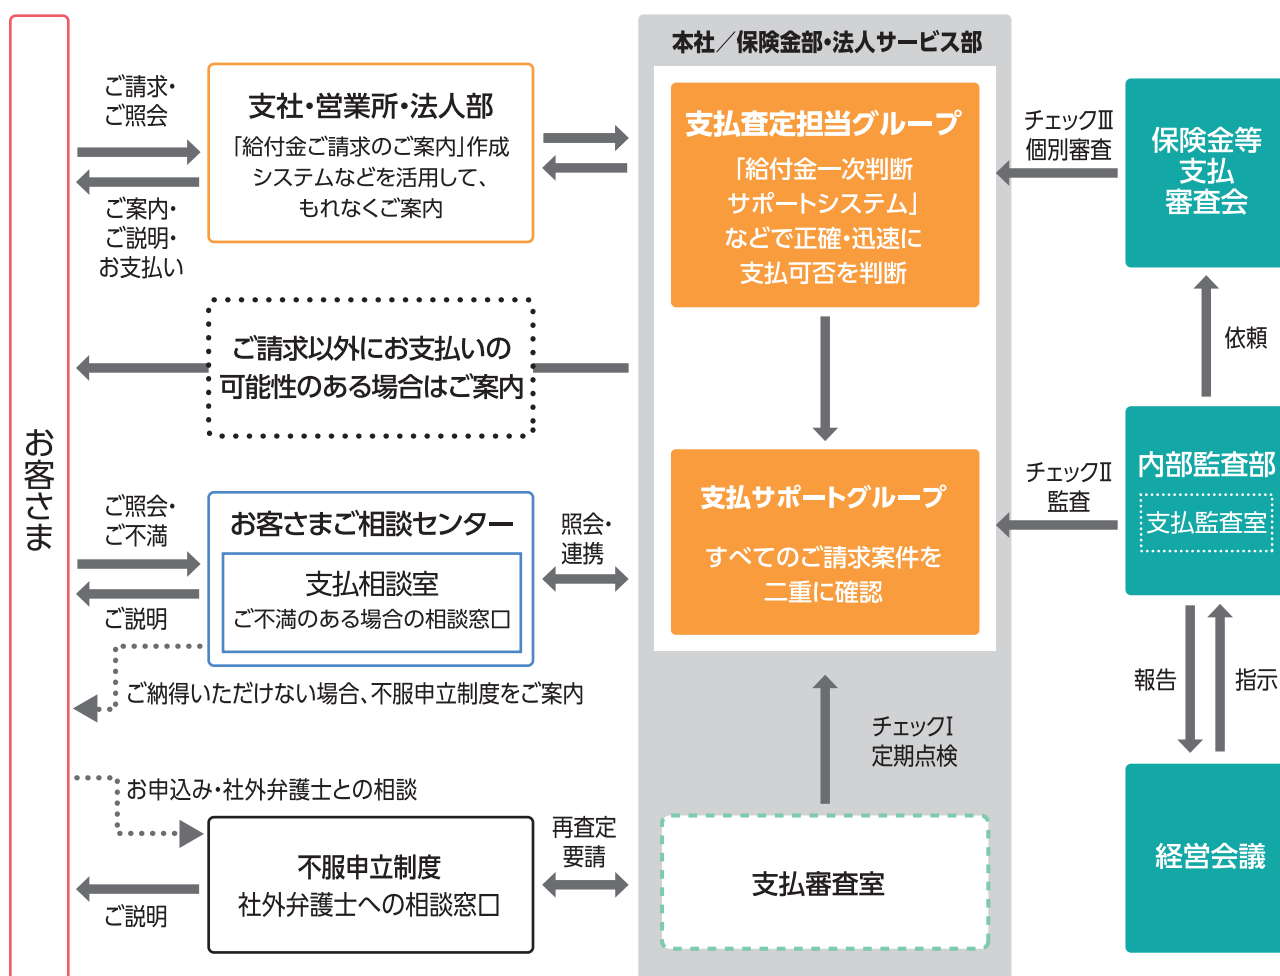 お客さま
ご請求・
ご照会
ご案内・
ご説明・
お支払い
支社・営業所・法人部
「給付金ご請求のご案内」作成
システムなどを活用して、
もれなくご案内
ご請求以外にお支払いの
可能性のある場合はご案内
ご照会・
ご不満
ご説明
お客さまご相談センター
支払相談室
ご不満のある場合の相談窓口
照会・
連携
ご納得いただけない場合、不服申立制度をご案内
お申込み・社外弁護士との相談
不服申立制度
社外弁護士への相談窓口
ご説明
再査定
要請
本社／保険金部・法人サービス部
支払査定担当グループ
「給付金一次判断
サポートシステム」
などで正確・迅速に
支払可否を判断
支払サポートグループ
すべてのご請求案件を
二重に確認
チェックⅠ
定期点検
支払審査室
チェックⅢ
個別審査
保険金等
支払
審査会
依頼
チェックⅡ
監査
内部監査部
支払監査室
報告
指示
経営会議